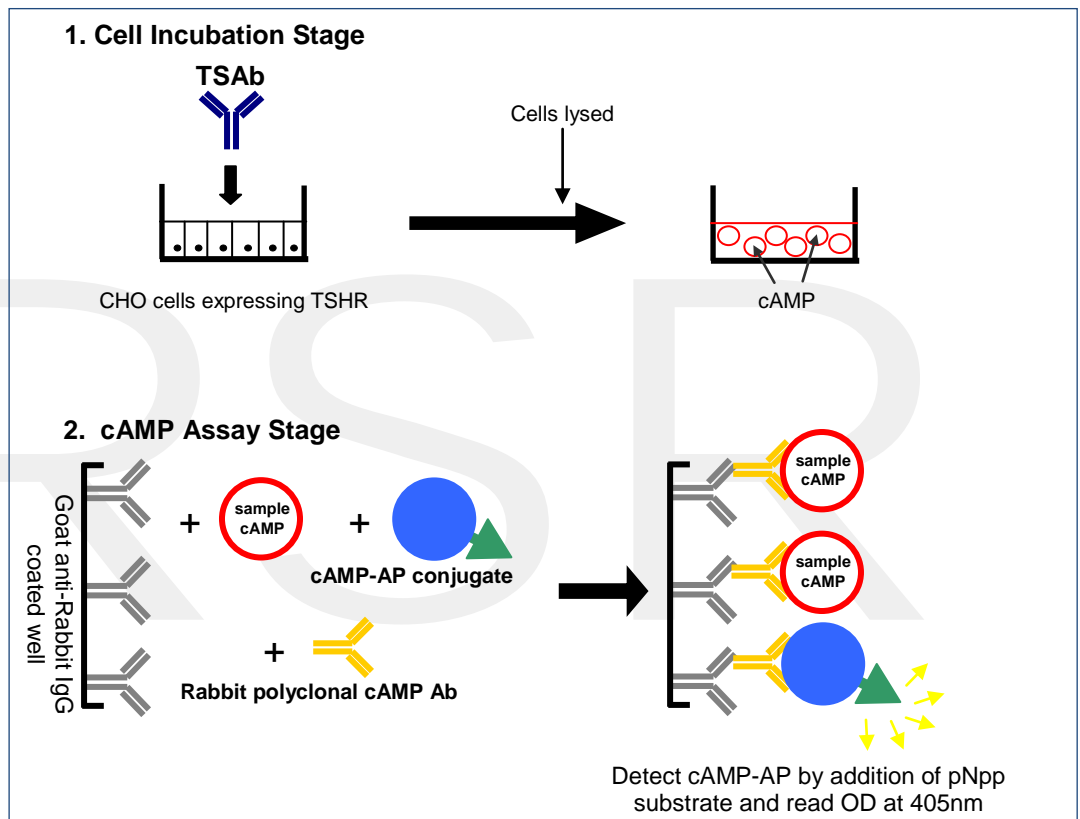 1. Cell Incubation Stage
TSAb
Cells lysed
CHO cells expressing TSHR
cAMP
RSR
2. cAMP Assay Stage
Goat anti-Rabbit IgG
coated well
+
sample
cAMP
+
cAMP-AP conjugate
+
Rabbit polyclonal cAMP Ab
sample
cAMP
sample
cAMP
Detect cAMP-AP by addition of pNpp
substrate and read OD at 405nm